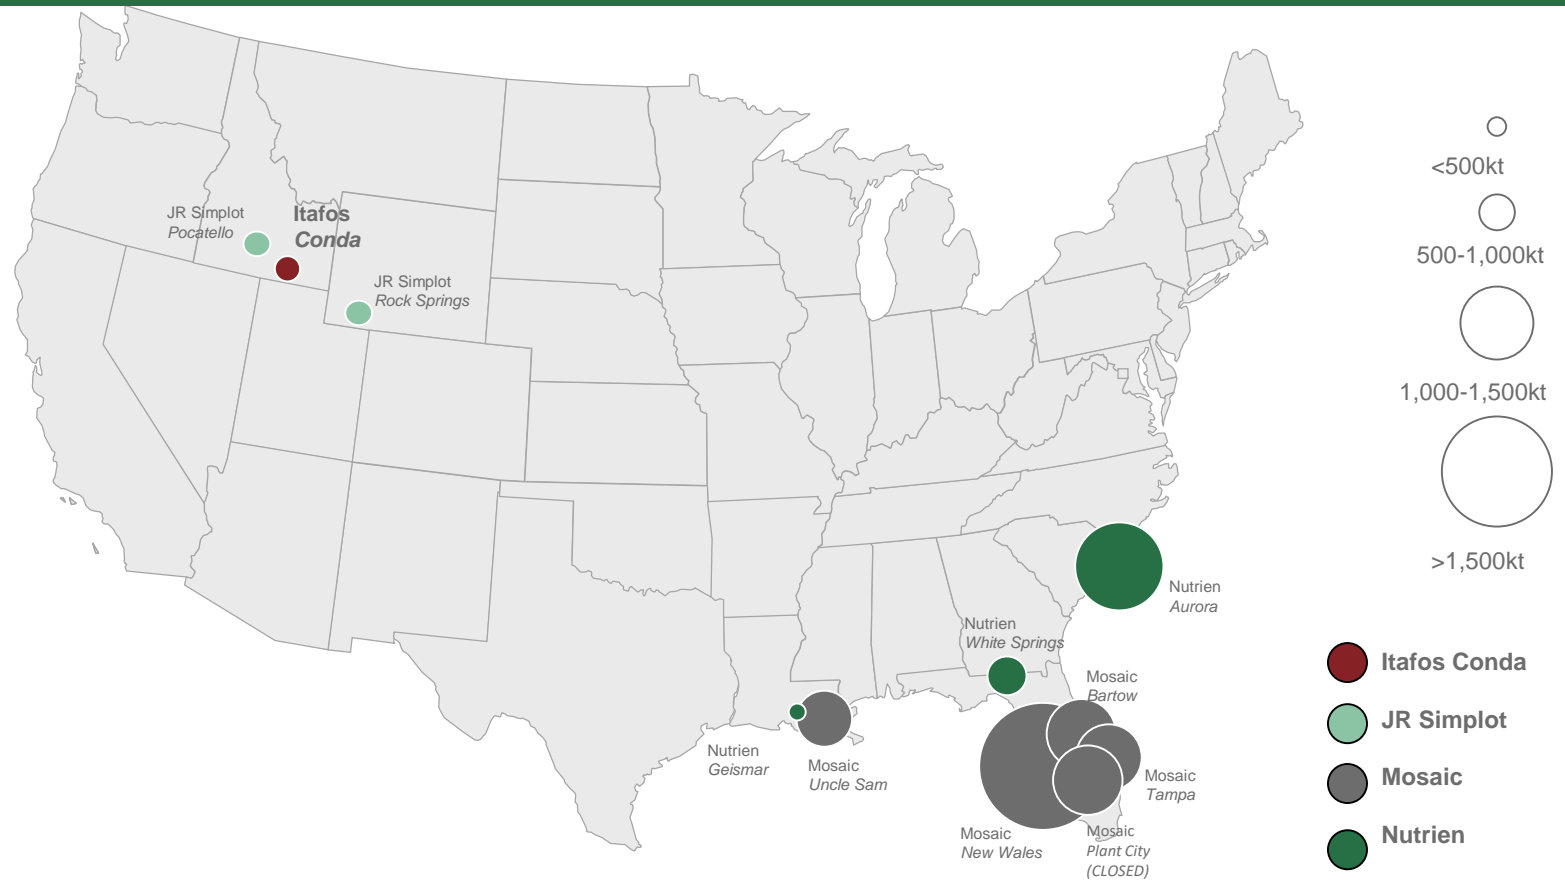 JR Simplot
Pocatello
Itafos
Conda
JR Simplot
Rock Springs
Nutrien
Aurora
Nutrien
White Springs
Mosaic
Bartow
Nutrien
Geismar
Mosaic
Uncle Sam
Mosaic
Tampa
Mosaic
New Wales
Mosaic
Plant City
(CLOSED)
<500kt
500-1,000kt
1,000-1,500kt
>1,500kt
Itafos Conda
JR Simplot
Mosaic
Nutrien